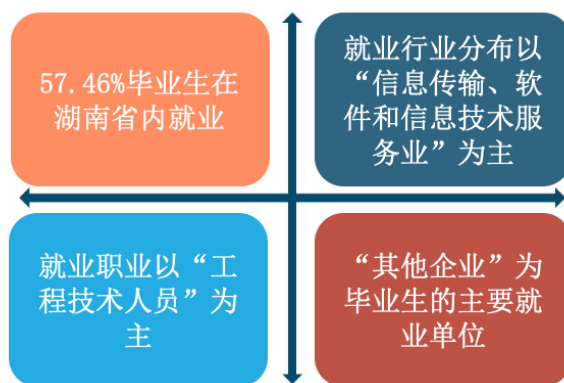 57.46%毕业生在
湖南省内就业
就业行业分布以
“信息传输、软
件和信息技术服
务业”为主
就业职业以“工
程技术人员”为
主
“其他企业”为
毕业生的主要就
业单位